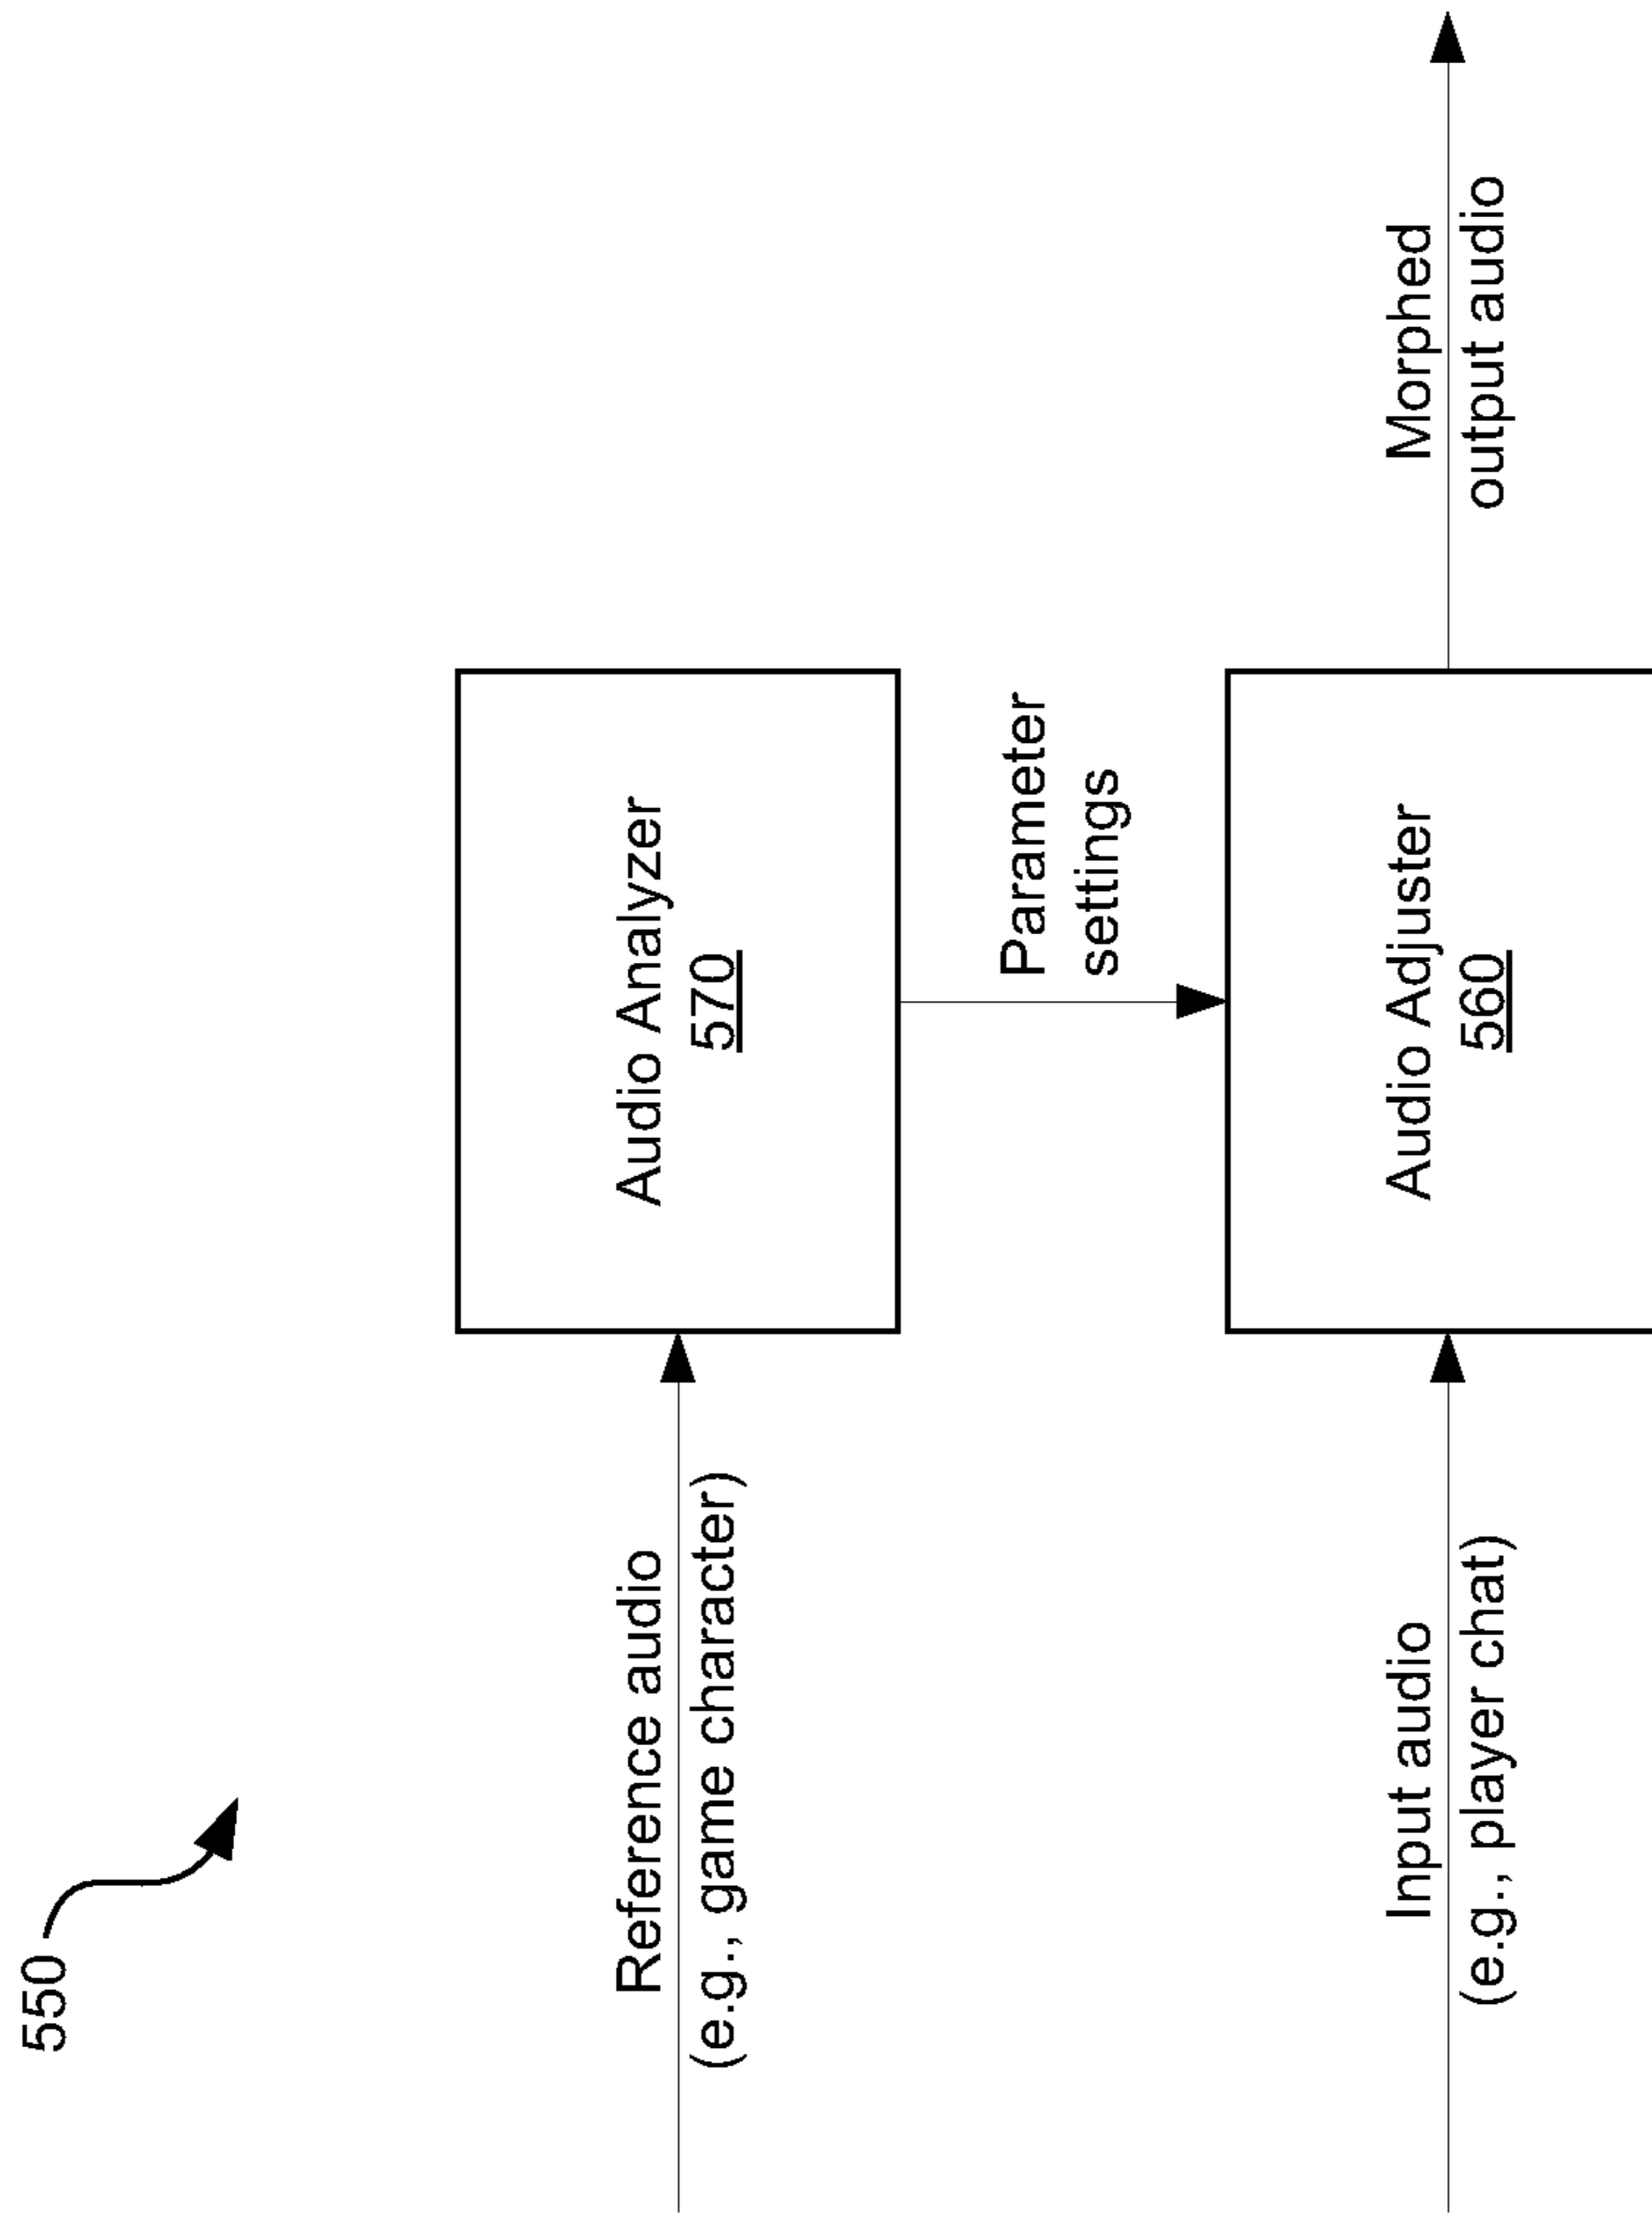 550
Reference audio
(e.g., game character)
Audio Analyzer
570
Parameter
settings
Input audio
(e.g., player chat)
Audio Adjuster
560
Morphed
output audio